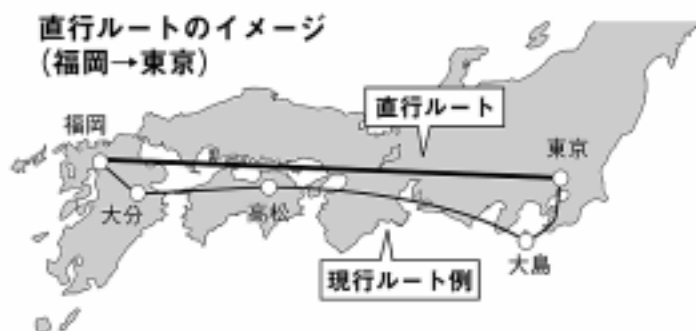 直行ルートのイメージ
(福岡→東京)
直行ルート
福岡
東京
大分
高松
大島
現行ルート例